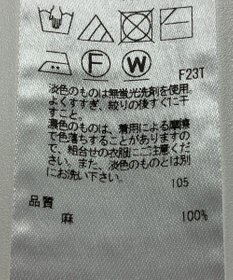 F W
F23T
淡色のものは無蛍光洗剤を使用、
よくすすぎ、絞りの後すぐに干
すこと。
濃色のものは、着用による摩擦
で色落ちすることがありますの
で、組合せの衣服にご注意くださ
い。また、淡色のものとは別
にお洗い下さい。
105
品質
麻 100%